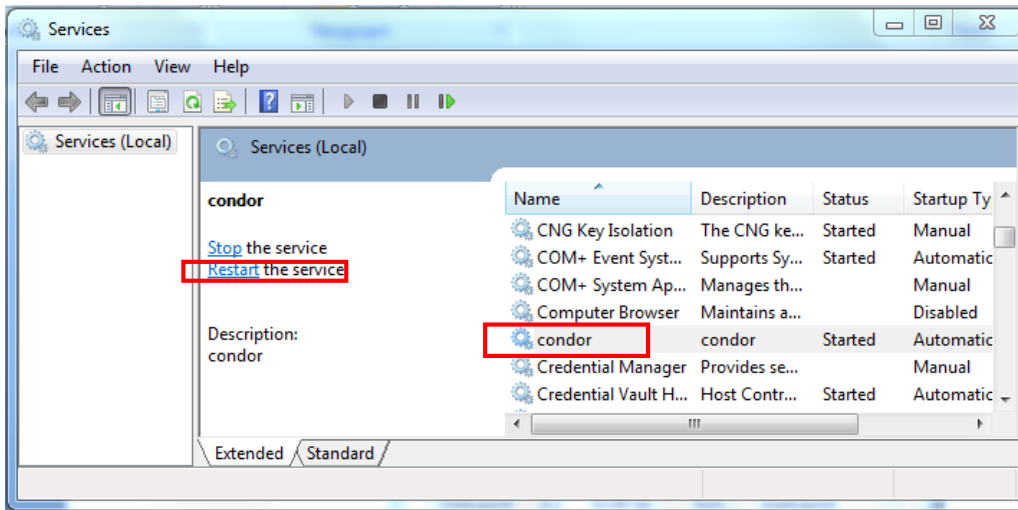 Services
File Action View Help
Services (Local)
Services (Local)
condor
Stop the service
Restart the service
Description:
condor
Name Description Status Startup Ty
CNG Key Isolation The CNG ke... Started Manual
COM+ Event Syst... Supports Sy... Started Automatic
COM+ System Ap... Manages th... Manual
Computer Browser Maintains a... Disabled
condor condor Started Automatic
Credential Manager Provides se... Manual
Credential Vault H... Host Contr... Started Automatic
Extended Standard